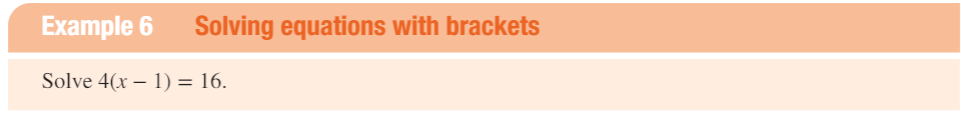 Example 6 Solving equations with brackets
Solve 4(x – 1) = 16.